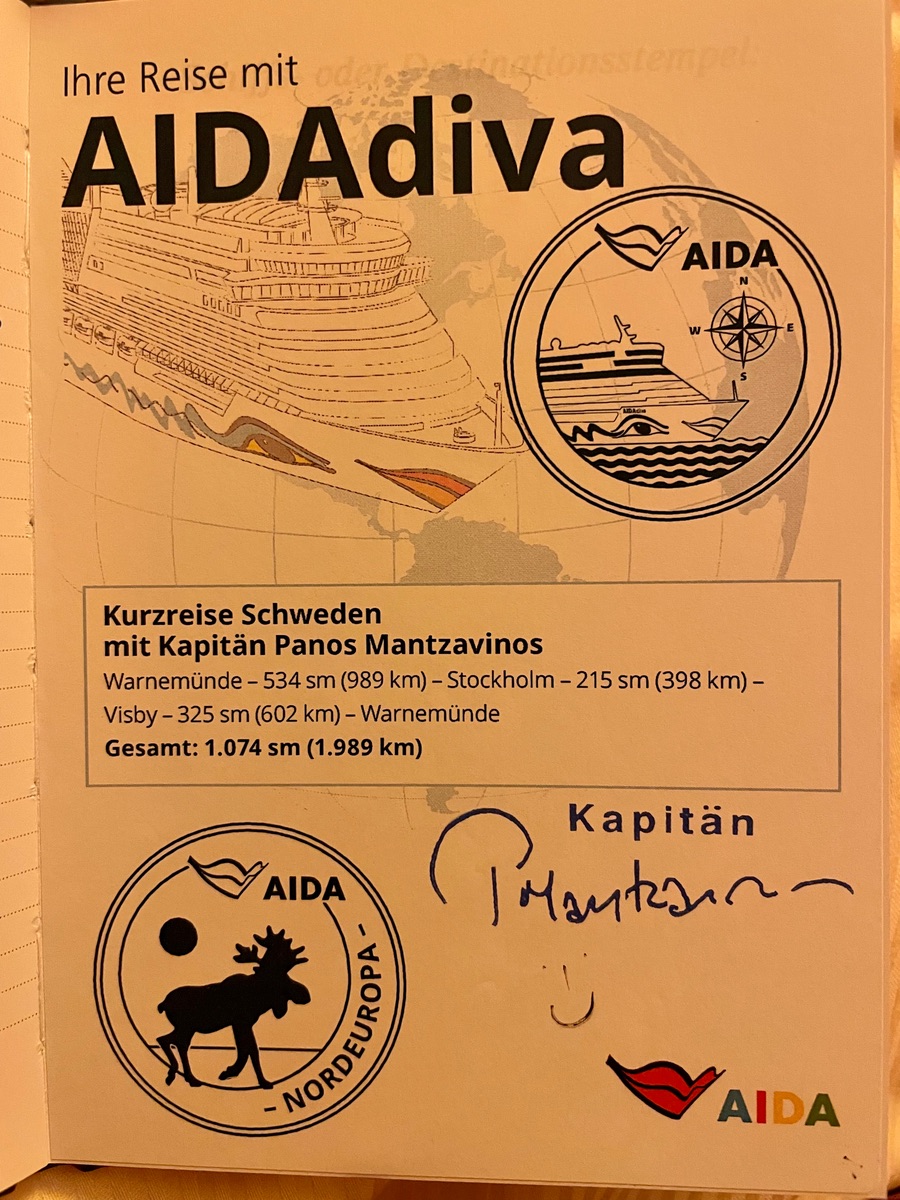 Ihre Reise mit
AIDAdiva
AIDA
N
W E
S
AIDAdiva
Kurzreise Schweden
mit Kapitän Panos Mantzavinos
Warnemünde – 534 sm (989 km) – Stockholm – 215 sm (398 km) –
Visby – 325 sm (602 km) – Warnemünde
Gesamt: 1.074 sm (1.989 km)
Kapitän
AIDA
– NORDEUROPA –
AIDA